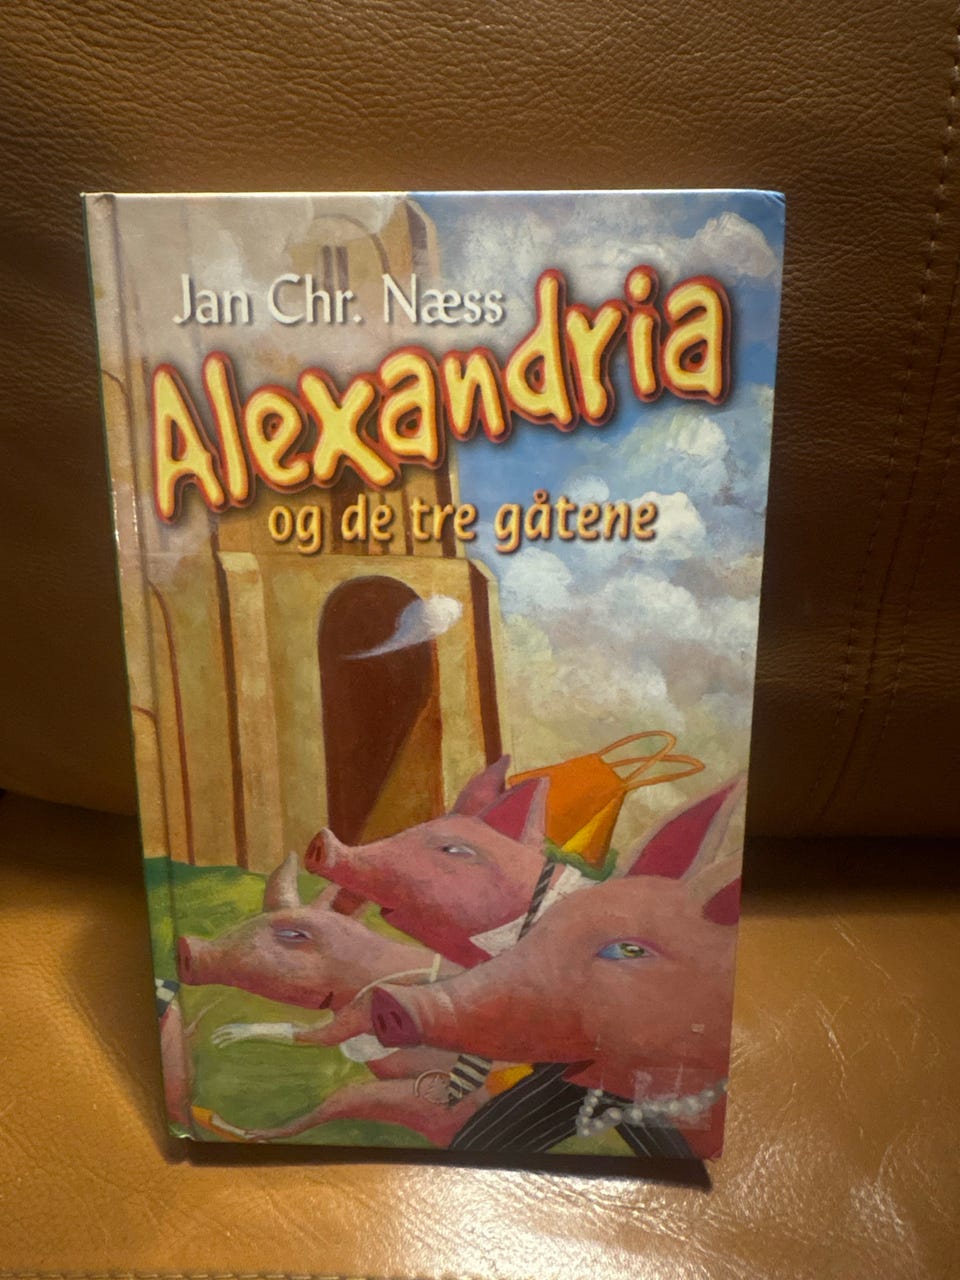 Jan Chr. Næss
Alexandria
og de tre gåtene